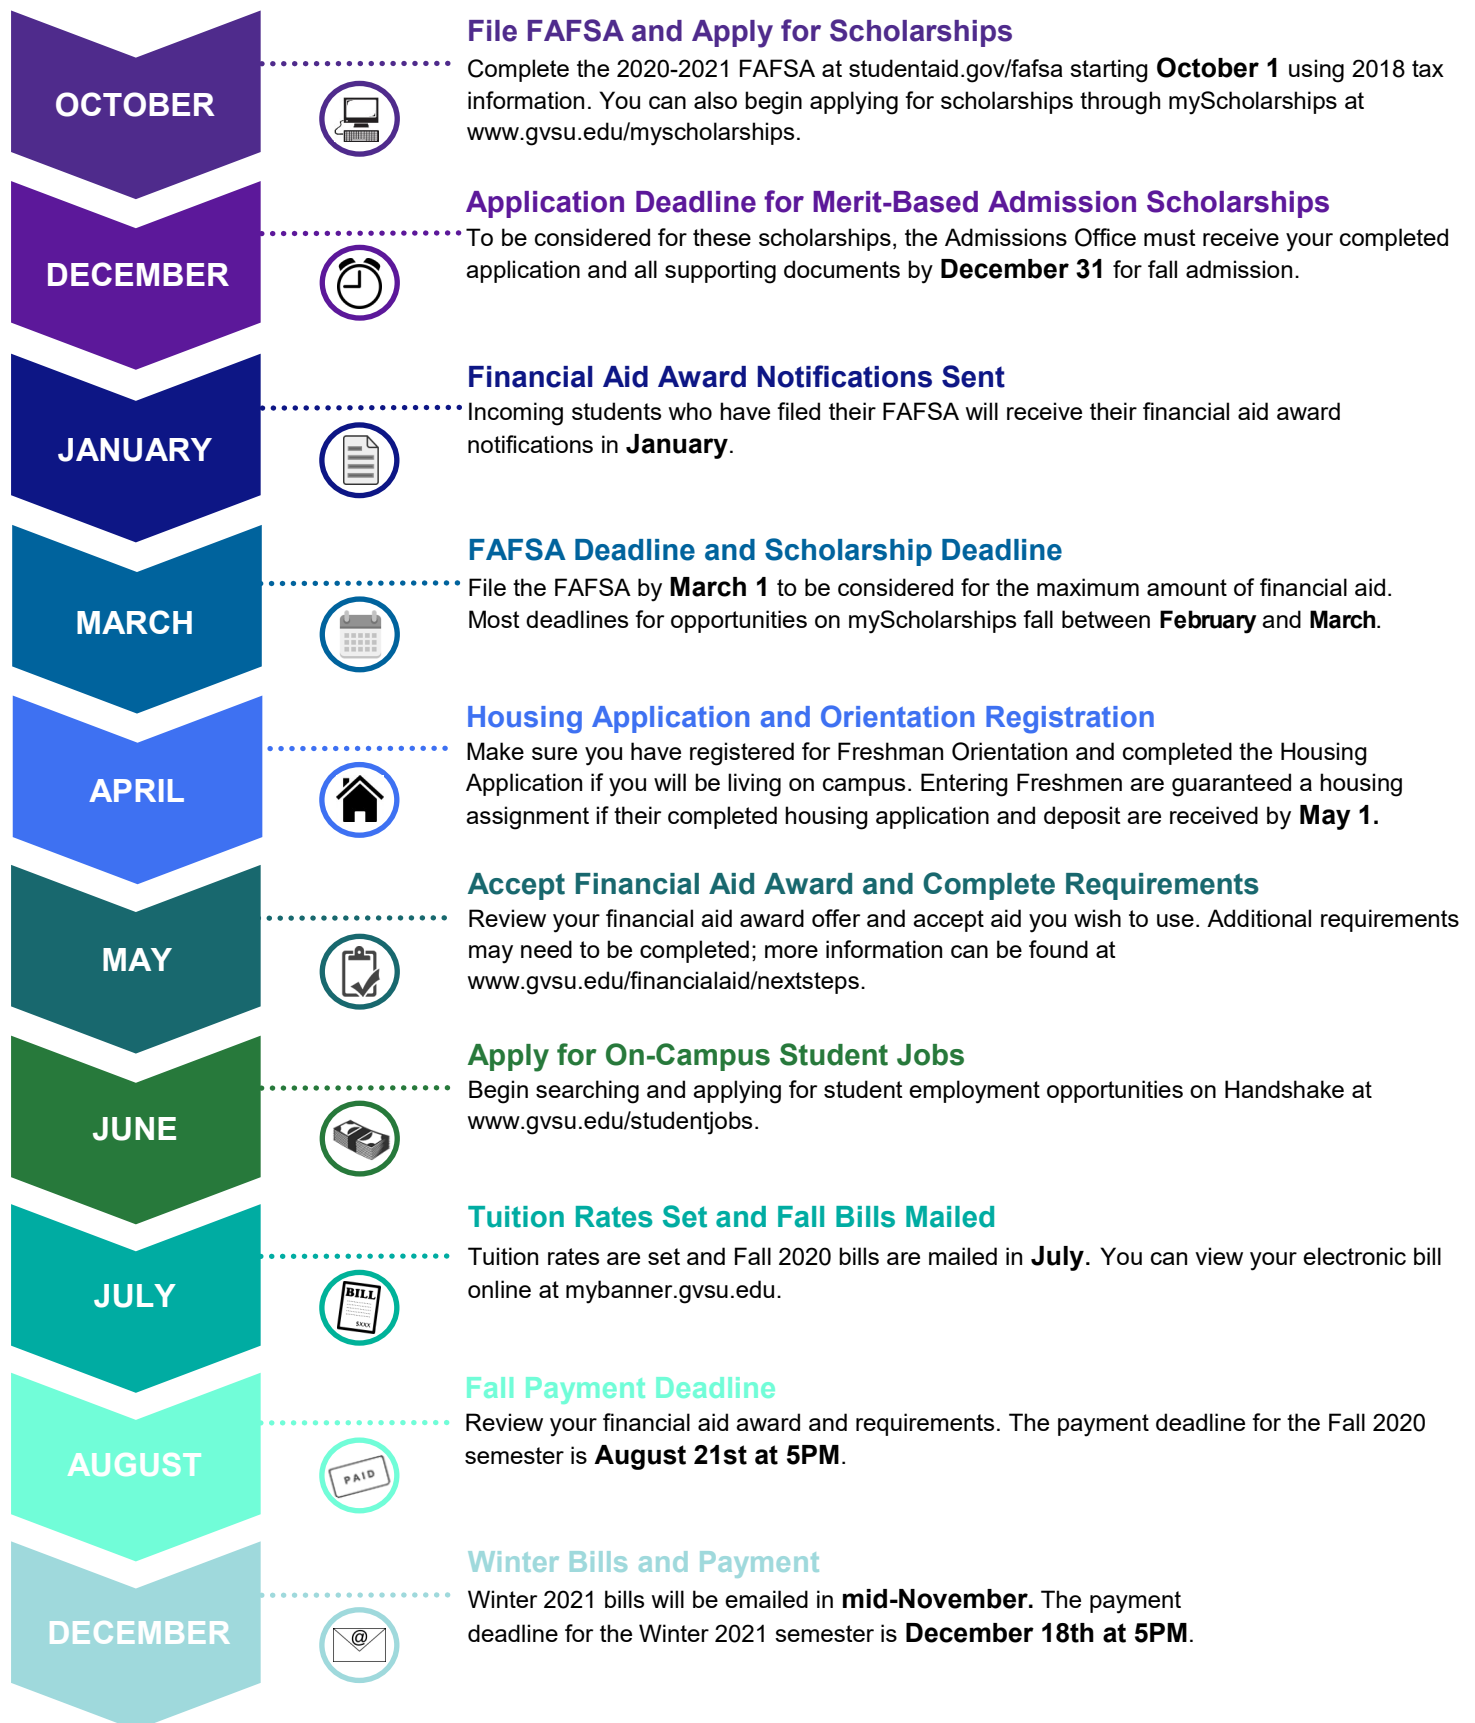 OCTOBER
File FAFSA and Apply for Scholarships
Complete the 2020-2021 FAFSA at studentaid.gov/fafsa starting October 1 using 2018 tax
information. You can also begin applying for scholarships through myScholarships at
www.gvsu.edu/myscholarships.
DECEMBER
Application Deadline for Merit-Based Admission Scholarships
To be considered for these scholarships, the Admissions Office must receive your completed
application and all supporting documents by December 31 for fall admission.
JANUARY
Financial Aid Award Notifications Sent
Incoming students who have filed their FAFSA will receive their financial aid award
notifications in January.
MARCH
FAFSA Deadline and Scholarship Deadline
File the FAFSA by March 1 to be considered for the maximum amount of financial aid.
Most deadlines for opportunities on myScholarships fall between February and March.
APRIL
Housing Application and Orientation Registration
Make sure you have registered for Freshman Orientation and completed the Housing
Application if you will be living on campus. Entering Freshmen are guaranteed a housing
assignment if their completed housing application and deposit are received by May 1.
MAY
Accept Financial Aid Award and Complete Requirements
Review your financial aid award offer and accept aid you wish to use. Additional requirements
may need to be completed; more information can be found at
www.gvsu.edu/financialaid/nextsteps.
JUNE
Apply for On-Campus Student Jobs
Begin searching and applying for student employment opportunities on Handshake at
www.gvsu.edu/studentjobs.
JULY
BILL
$XXX
Tuition Rates Set and Fall Bills Mailed
Tuition rates are set and Fall 2020 bills are mailed in July. You can view your electronic bill
online at mybanner.gvsu.edu.
AUGUST
PAID
Fall Payment Deadline
Review your financial aid award and requirements. The payment deadline for the Fall 2020
semester is August 21st at 5PM.
DECEMBER
@
Winter Bills and Payment
Winter 2021 bills will be emailed in mid-November. The payment
deadline for the Winter 2021 semester is December 18th at 5PM.